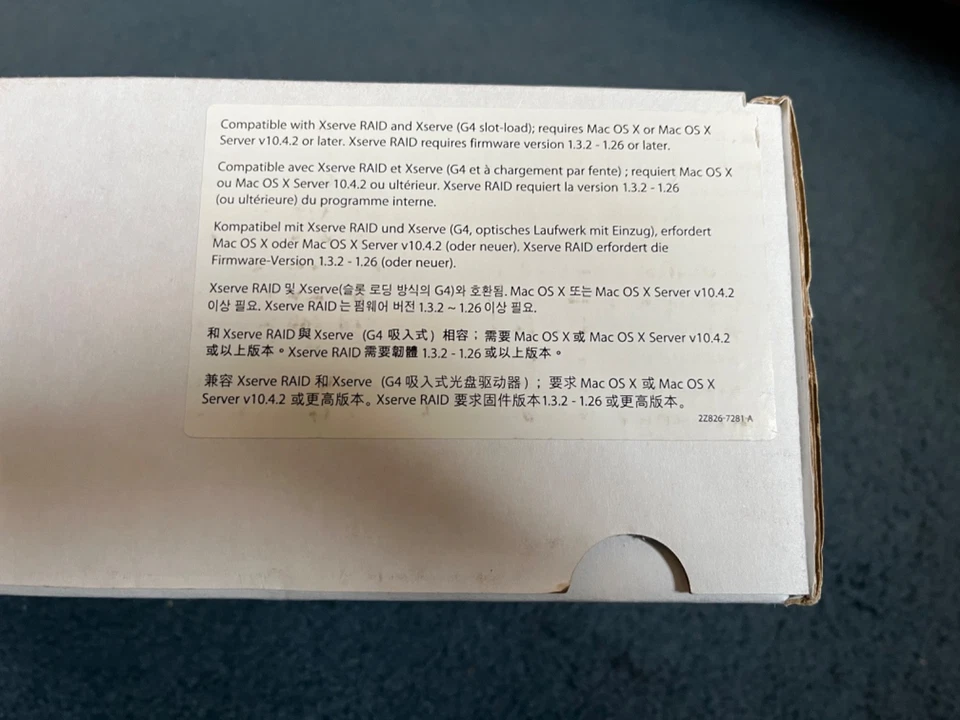 Compatible with Xserve RAID and Xserve (G4 slot-load); requires Mac OS X or Mac OS X
Server v10.4.2 or later. Xserve RAID requires firmware version 1.3.2 - 1.26 or later.
Compatible avec Xserve RAID et Xserve (G4 et à chargement par fente) ; requiert Mac OS X
ou Mac OS X Server 10.4.2 ou ultérieur. Xserve RAID requiert la version 1.3.2 - 1.26
(ou ultérieure) du programme interne.
Kompatibel mit Xserve RAID und Xserve (G4, optisches Laufwerk mit Einzug), erfordert
Mac OS X oder Mac OS X Server v10.4.2 (oder neuer). Xserve RAID erfordert die
Firmware-Version 1.3.2 - 1.26 (oder neuer).
Xserve RAID 및 Xserve(슬롯 로딩 방식의 G4)와 호환됨. Mac OS X 또는 Mac OS X Server v10.4.2
이상 필요. Xserve RAID 는 펌웨어 버전 1.3.2 ~ 1.26 이상 필요.
和 Xserve RAID 與 Xserve（G4 吸入式）相容；需要 Mac OS X 或 Mac OS X Server v10.4.2
或以上版本。Xserve RAID 需要韌體 1.3.2 - 1.26 或以上版本。
兼容 Xserve RAID 和 Xserve（G4 吸入式光盘驱动器）；要求 Mac OS X 或 Mac OS X
Server v10.4.2 或更高版本。Xserve RAID 要求固件版本1.3.2 - 1.26 或更高版本。
2Z826-7281-A